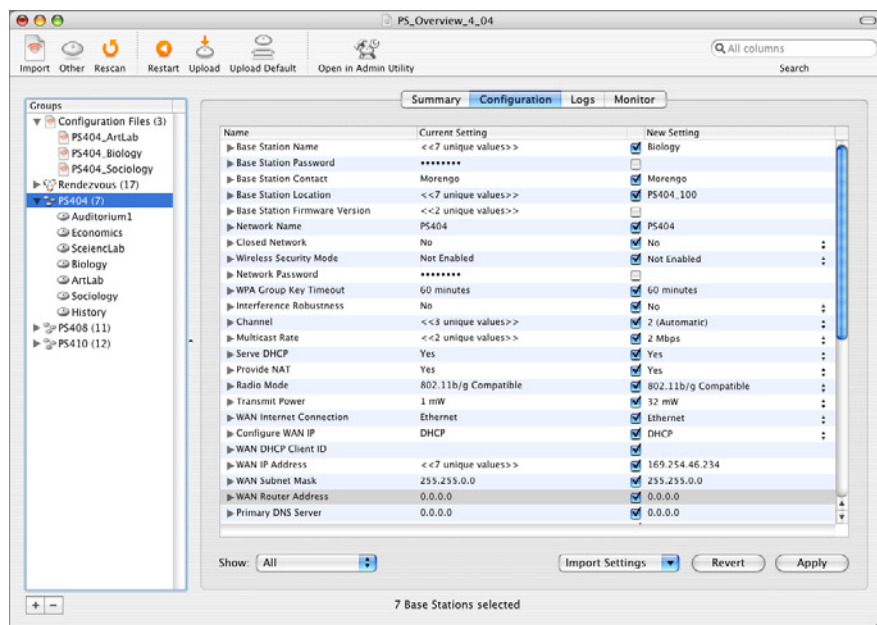 PS_Overview_4_04
Import Other Rescan Restart Upload Upload Default Open in Admin Utility
All columns
Search
Summary Configuration Logs Monitor
Groups
Configuration Files (3)
PS404_ArtLab
PS404_Biology
PS404_Sociology
Rendezvous (17)
PS404 (7)
Auditorium1
Economics
SceiencLab
Biology
ArtLab
Sociology
History
PS408 (11)
PS410 (12)
Name Current Setting New Setting
Base Station Name <<7 unique values>> Biology
Base Station Password ••••••••
Base Station Contact Morengo Morengo
Base Station Location <<7 unique values>> PS404_100
Base Station Firmware Version <<2 unique values>>
Network Name PS404 PS404
Closed Network No No
Wireless Security Mode Not Enabled Not Enabled
Network Password ••••••••
WPA Group Key Timeout 60 minutes 60 minutes
Interference Robustness No No
Channel <<3 unique values>> 2 (Automatic)
Multicast Rate <<2 unique values>> 2 Mbps
Serve DHCP Yes Yes
Provide NAT Yes Yes
Radio Mode 802.11b/g Compatible 802.11b/g Compatible
Transmit Power 1 mW 32 mW
WAN Internet Connection Ethernet Ethernet
Configure WAN IP DHCP DHCP
WAN DHCP Client ID
WAN IP Address <<7 unique values>> 169.254.46.234
WAN Subnet Mask 255.255.0.0 255.255.0.0
WAN Router Address 0.0.0.0 0.0.0.0
Primary DNS Server 0.0.0.0 0.0.0.0
Show: All Import Settings Revert Apply
7 Base Stations selected